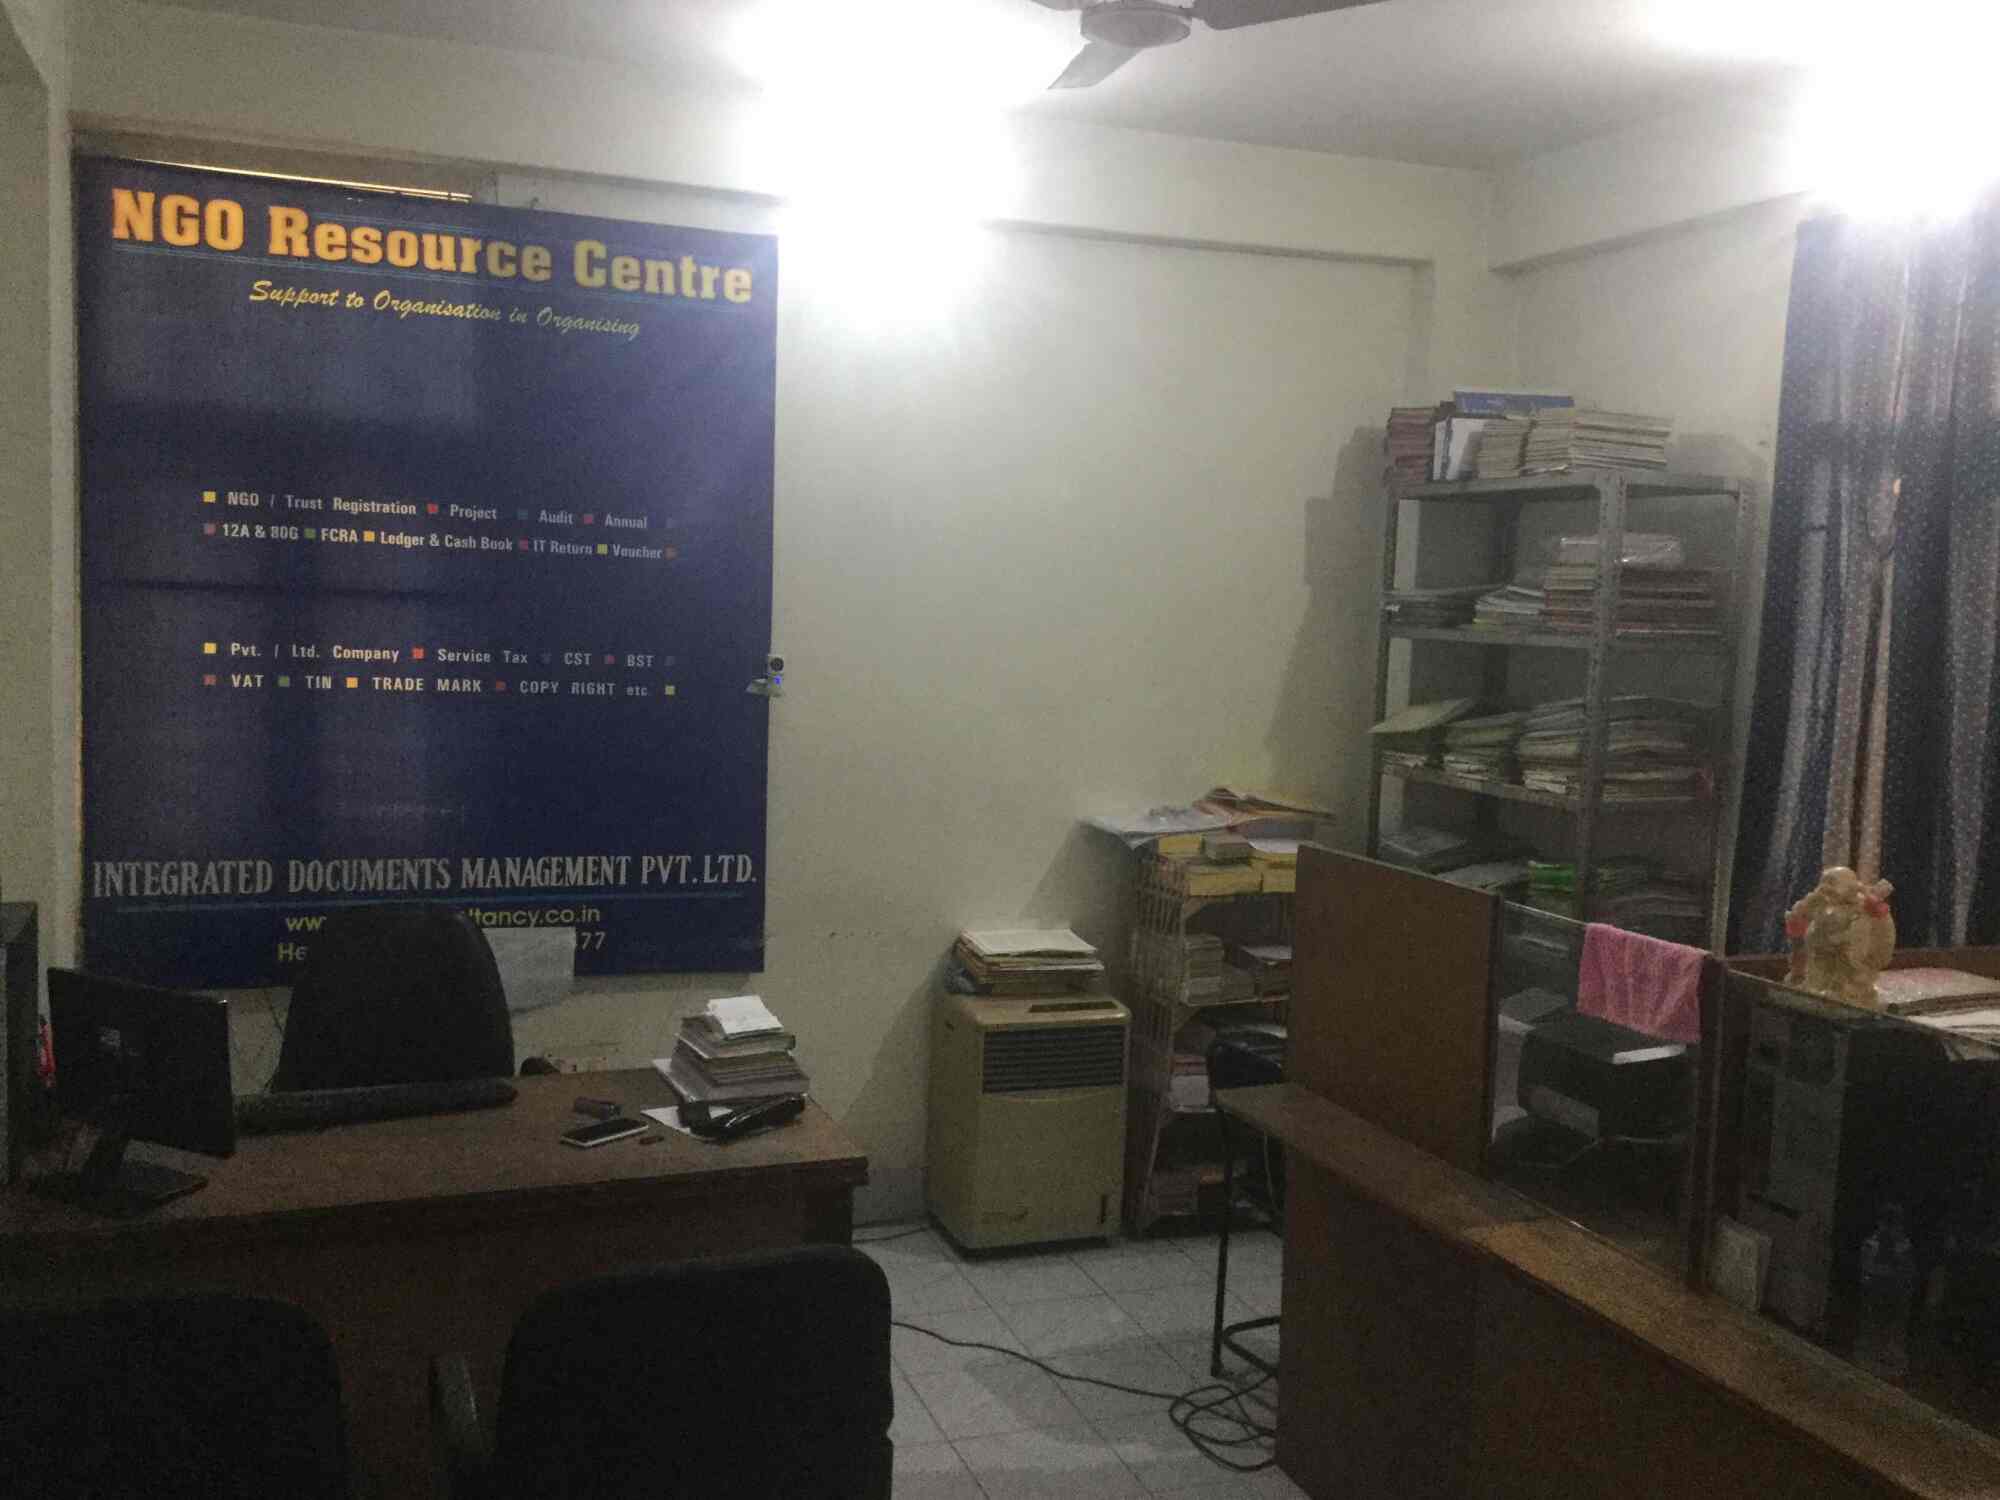 NGO Resource Centre
Support to Organisation in Organising
NGO / Trust Registration Project Audit Annual
12A & 80G FCRA Ledger & Cash Book IT Return Voucher
Pvt. / Ltd. Company Service Tax CST BST
VAT TIN TRADE MARK COPY RIGHT etc.
INTEGRATED DOCUMENTS MANAGEMENT PVT. LTD.